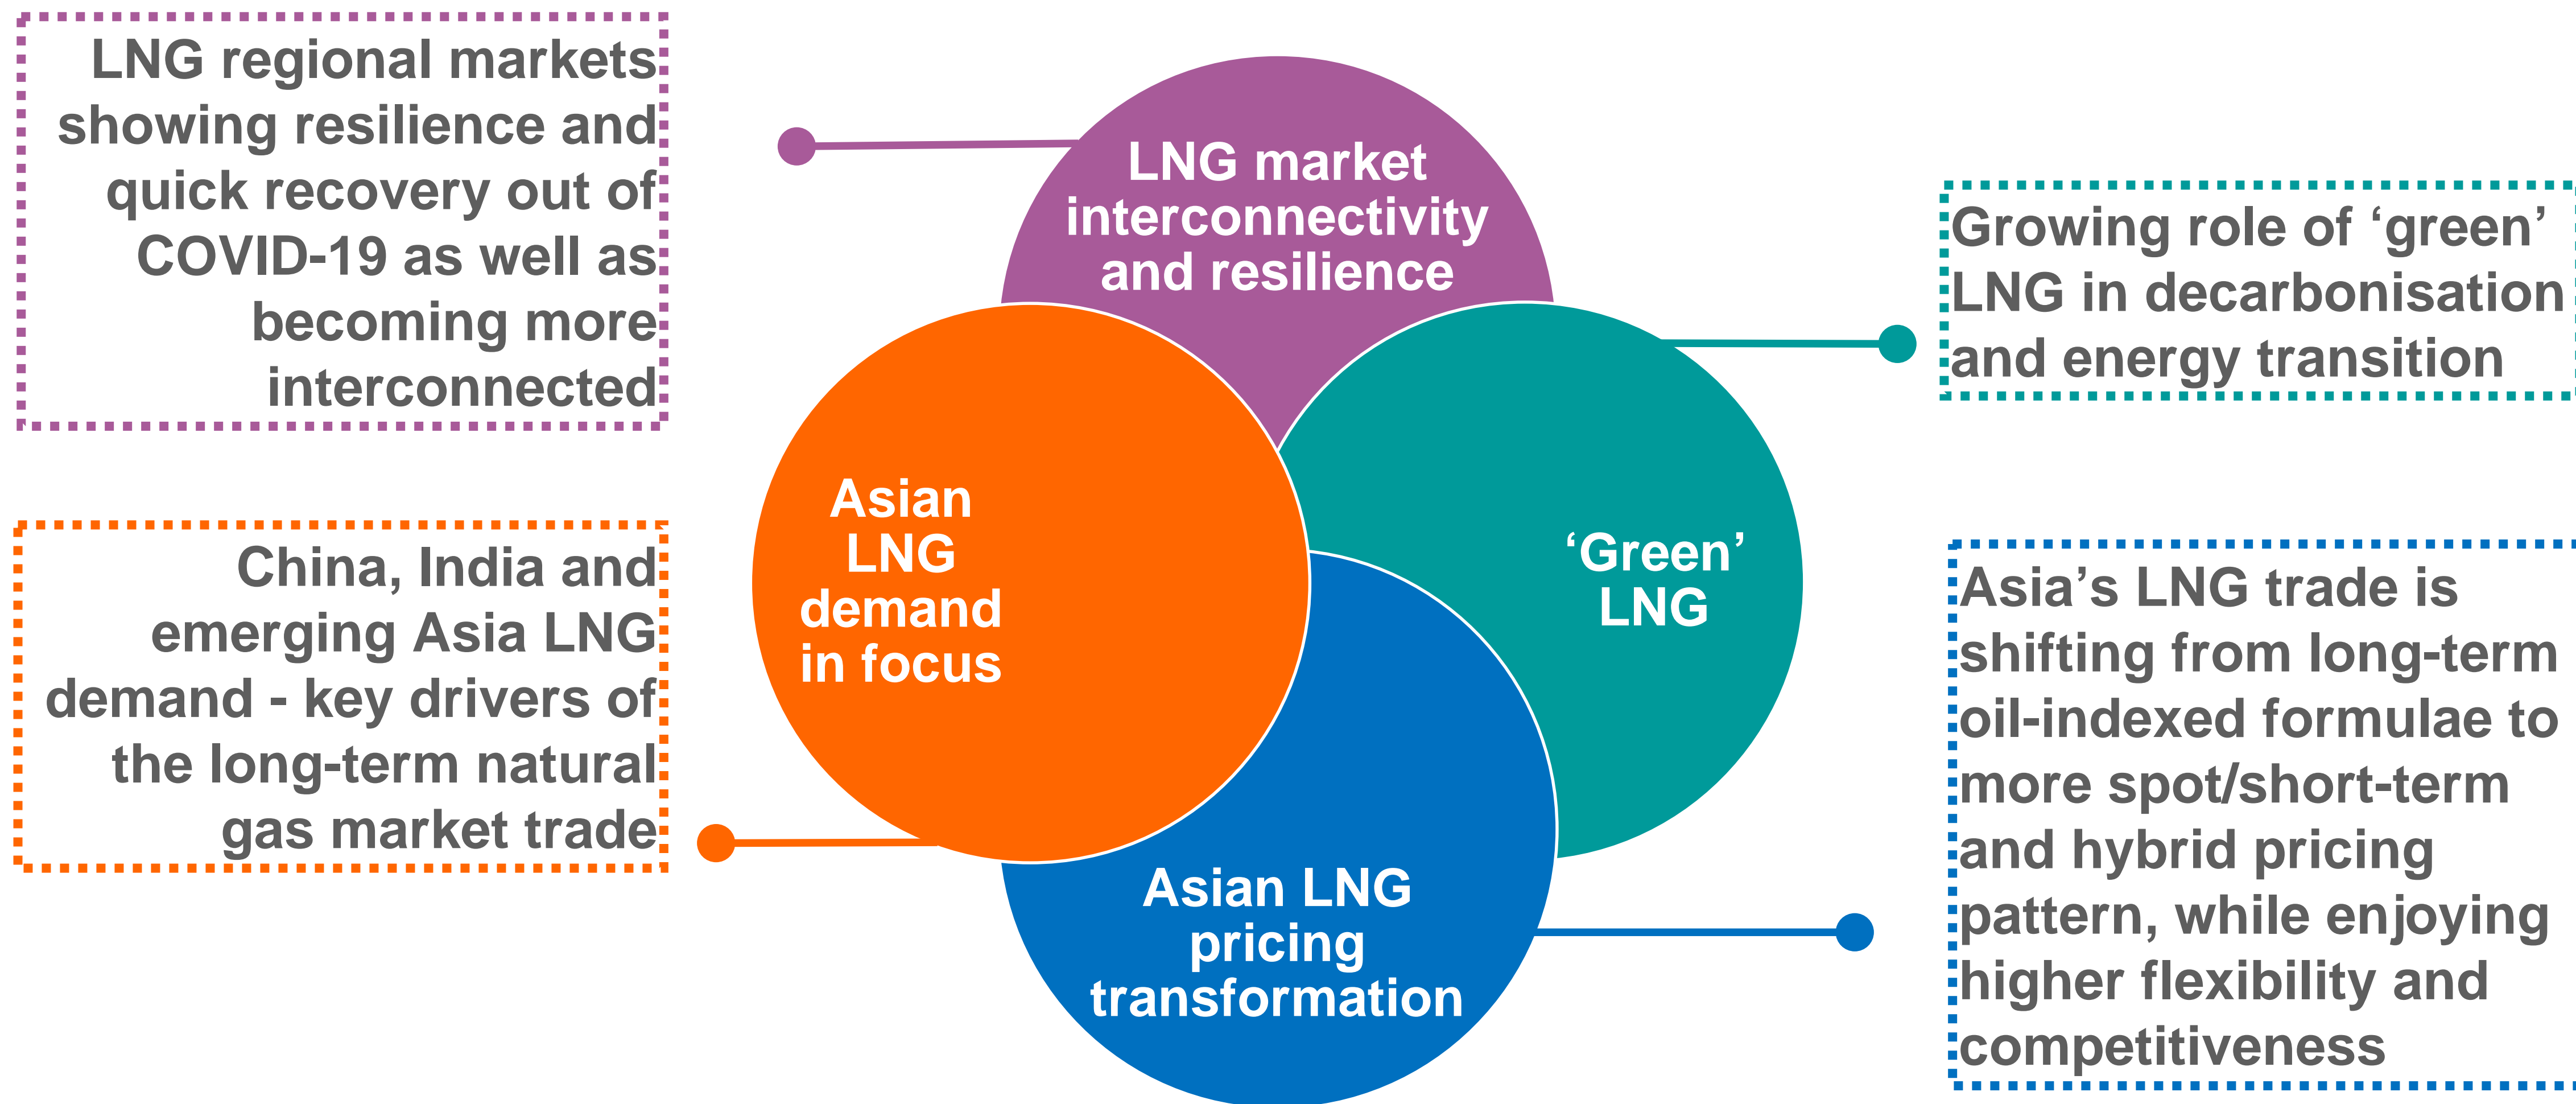 LNG regional markets
showing resilience and
quick recovery out of
COVID-19 as well as
becoming more
interconnected
LNG market
interconnectivity
and resilience
Growing role of ‘green’
LNG in decarbonisation
and energy transition
China, India and
emerging Asia LNG
demand - key drivers of
the long-term natural
gas market trade
Asian
LNG
demand
in focus
‘Green’
LNG
Asian LNG
pricing
transformation
Asia’s LNG trade is
shifting from long-term
oil-indexed formulae to
more spot/short-term
and hybrid pricing
pattern, while enjoying
higher flexibility and
competitiveness